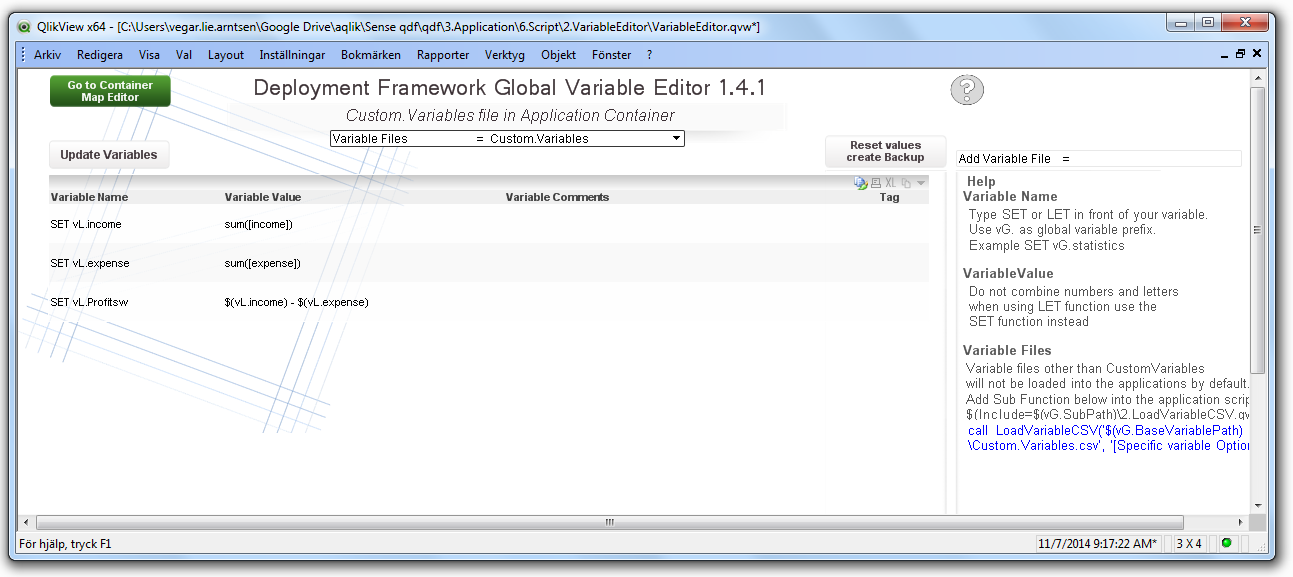 QlikView x64 - [C:\Users\vegar.lie.arntsen\Google Drive\aqlik\Sense qdf\qdf\3.Application\6.Script\2.VariableEditor\VariableEditor.qvw*]
Arkiv Redigera Visa Val Layout Inställningar Bokmärken Rapporter Verktyg Objekt Fönster ?
Go to Container
Map Editor
Deployment Framework Global Variable Editor 1.4.1
?
Custom.Variables file in Application Container
Variable Files = Custom.Variables
Update Variables
Reset values
create Backup
Add Variable File =
XL
Variable Name Variable Value Variable Comments Tag
SET vL.income sum([income])
SET vL.expense sum([expense])
SET vL.Profitsw $(vL.income) - $(vL.expense)
Help
Variable Name
Type SET or LET in front of your variable.
Use vG. as global variable prefix.
Example SET vG.statistics
VariableValue
Do not combine numbers and letters
when using LET function use the
SET function instead
Variable Files
Variable files other than CustomVariables
will not be loaded into the applications by default.
Add Sub Function below into the application scrip
$(Include=$(vG.SubPath)\2.LoadVariableCSV.qv
call LoadVariableCSV('$(vG.BaseVariablePath)
\Custom.Variables.csv', '[Specific variable Option
För hjälp, tryck F1
11/7/2014 9:17:22 AM* 3 X 4